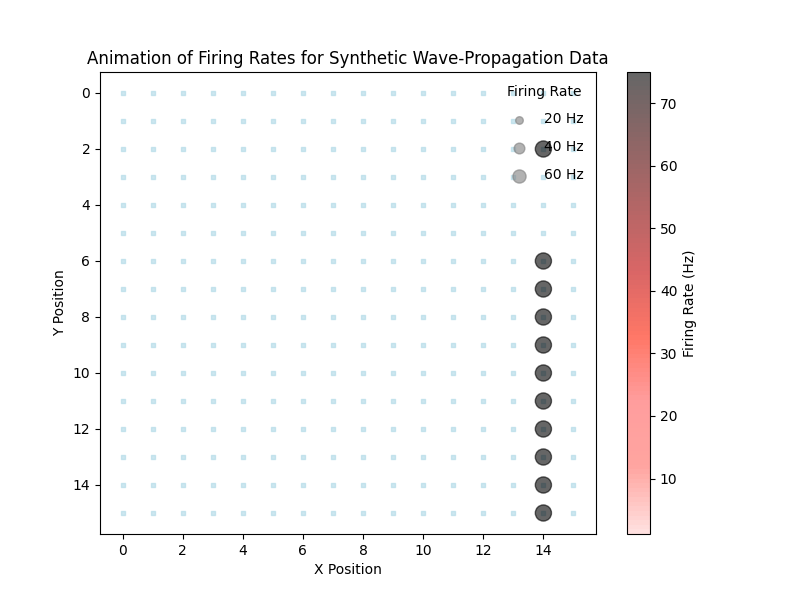 Animation of Firing Rates for Synthetic Wave-Propagation Data
Firing Rate
20 Hz
40 Hz
60 Hz
0
2
4
6
8
10
12
14
Y Position
0 2 4 6 8 10 12 14
X Position
70
60
50
40
30
20
10
Firing Rate (Hz)